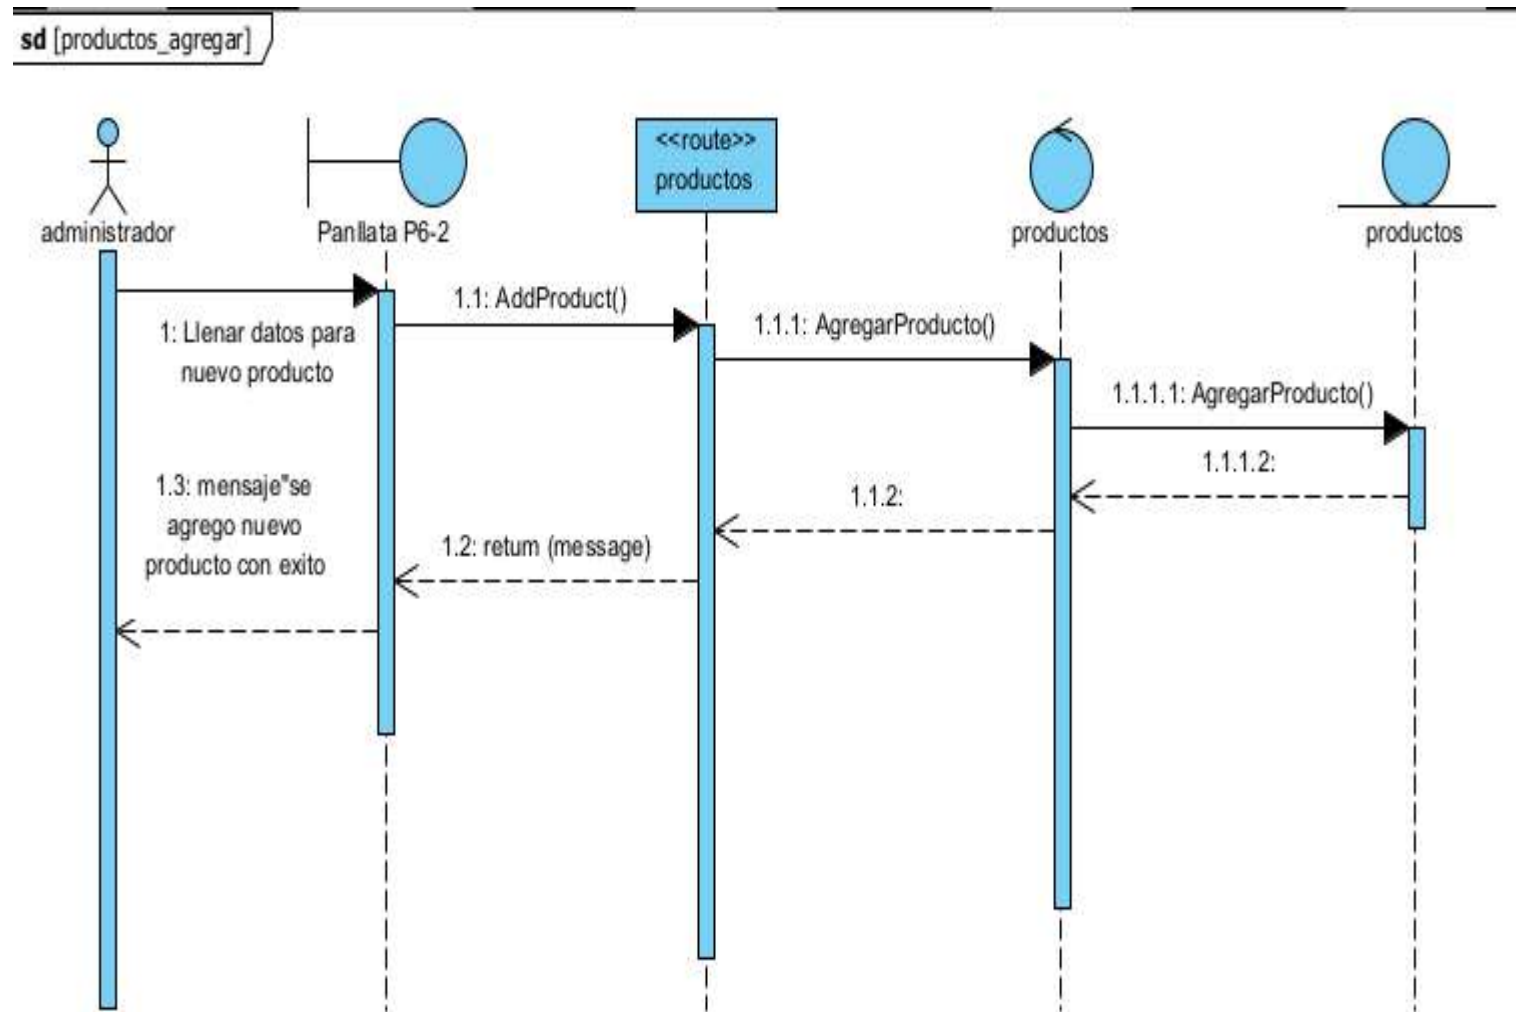 sd [productos_agregar]
<<route>>
productos
administrador
Panllata P6-2
productos
productos
1: Llenar datos para
nuevo producto
1.1: AddProduct()
1.1.1: AgregarProducto()
1.1.1.1: AgregarProducto()
1.1.1.2:
1.1.2:
1.2: return (message)
1.3: mensaje"se
agrego nuevo
producto con exito